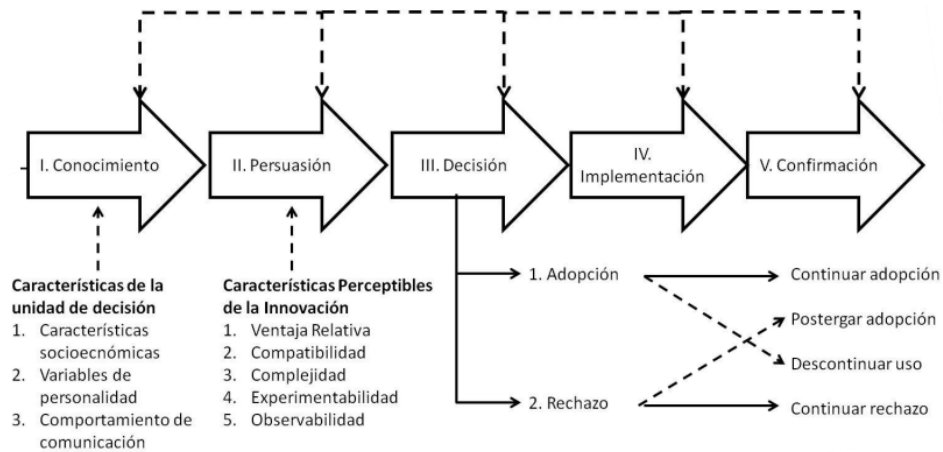 I. Conocimiento
II. Persuasión
III. Decisión
IV.
Implementación
V. Confirmación
Características de la
unidad de decisión
1. Características
socioecnómicas
2. Variables de
personalidad
3. Comportamiento de
comunicación
Características Perceptibles
de la Innovación
1. Ventaja Relativa
2. Compatibilidad
3. Complejidad
4. Experimentabilidad
5. Observabilidad
1. Adopción
2. Rechazo
Continuar adopción
Postergar adopción
Descontinuar uso
Continuar rechazo